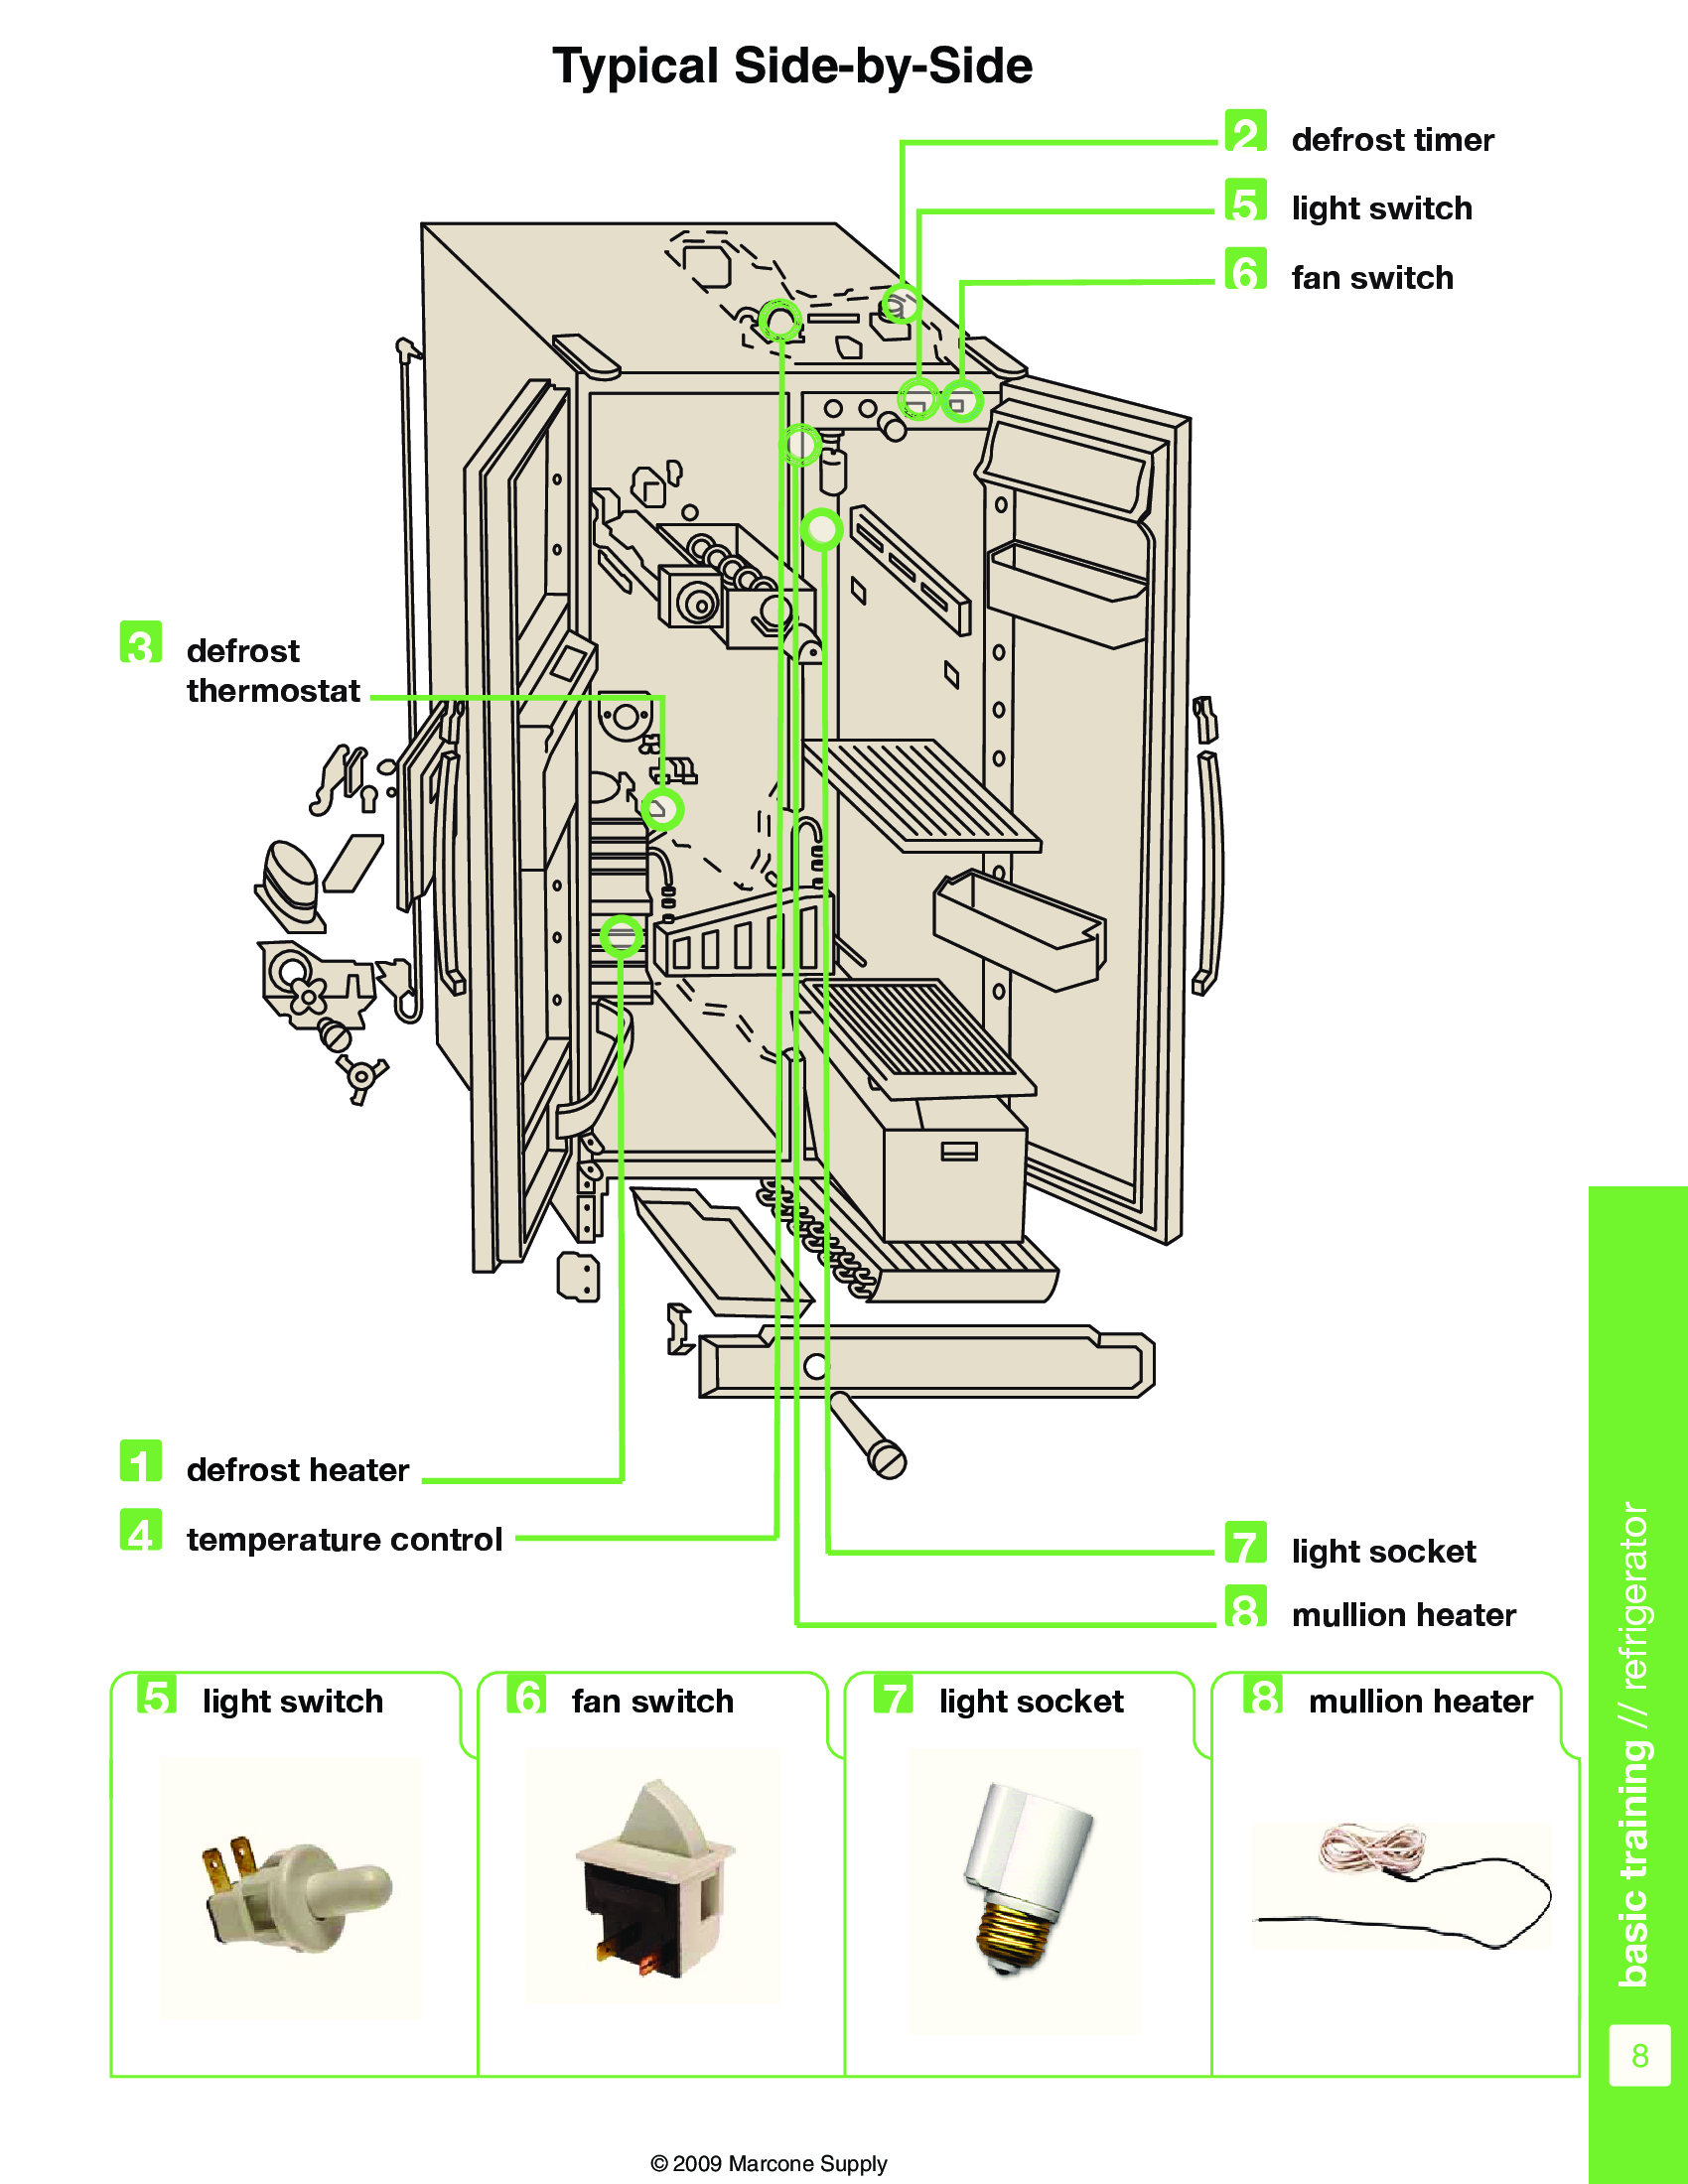 Typical Side-by-Side
2 defrost timer
5 light switch
6 fan switch
3 defrost
thermostat
1 defrost heater
4 temperature control
7 light socket
8 mullion heater
5 light switch
6 fan switch
7 light socket
8 mullion heater
basic training // refrigerator
8
© 2009 Marcone Supply